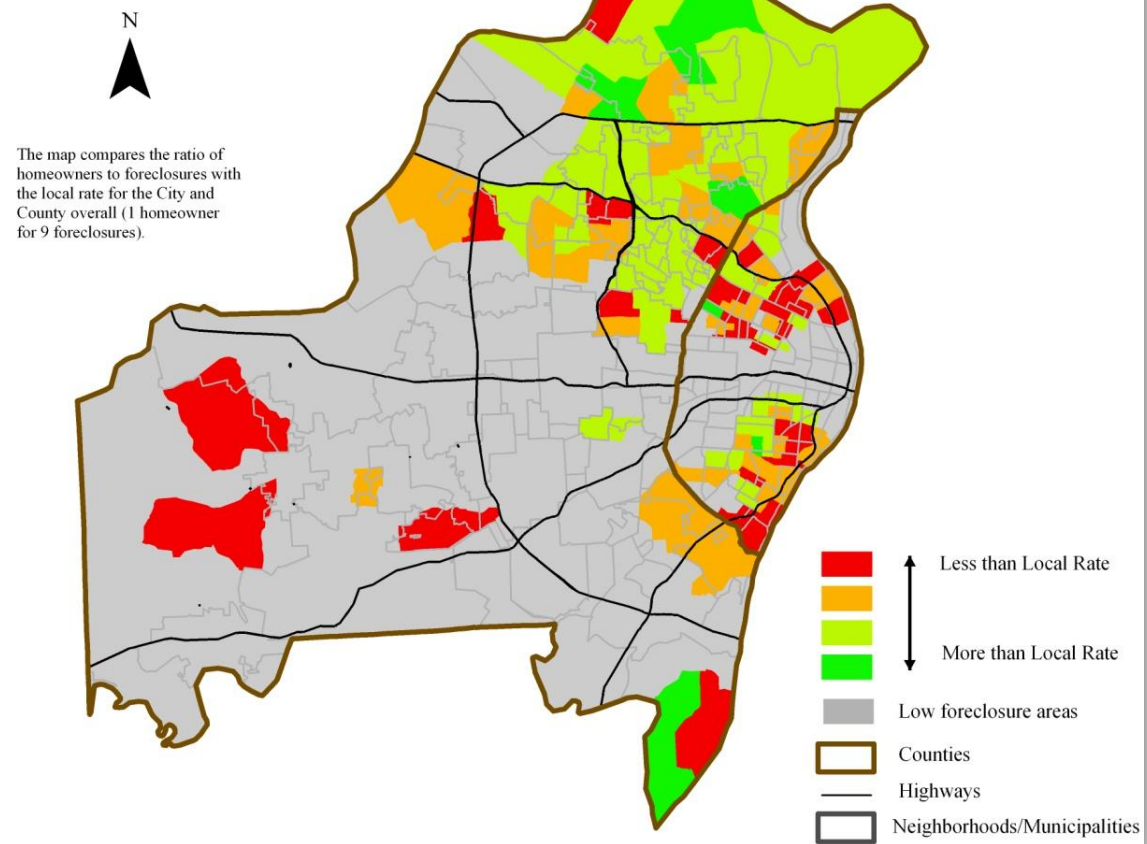 N
The map compares the ratio of
homeowners to foreclosures with
the local rate for the City and
County overall (1 homeowner
for 9 foreclosures).
Less than Local Rate
More than Local Rate
Low foreclosure areas
Counties
Highways
Neighborhoods/Municipalities